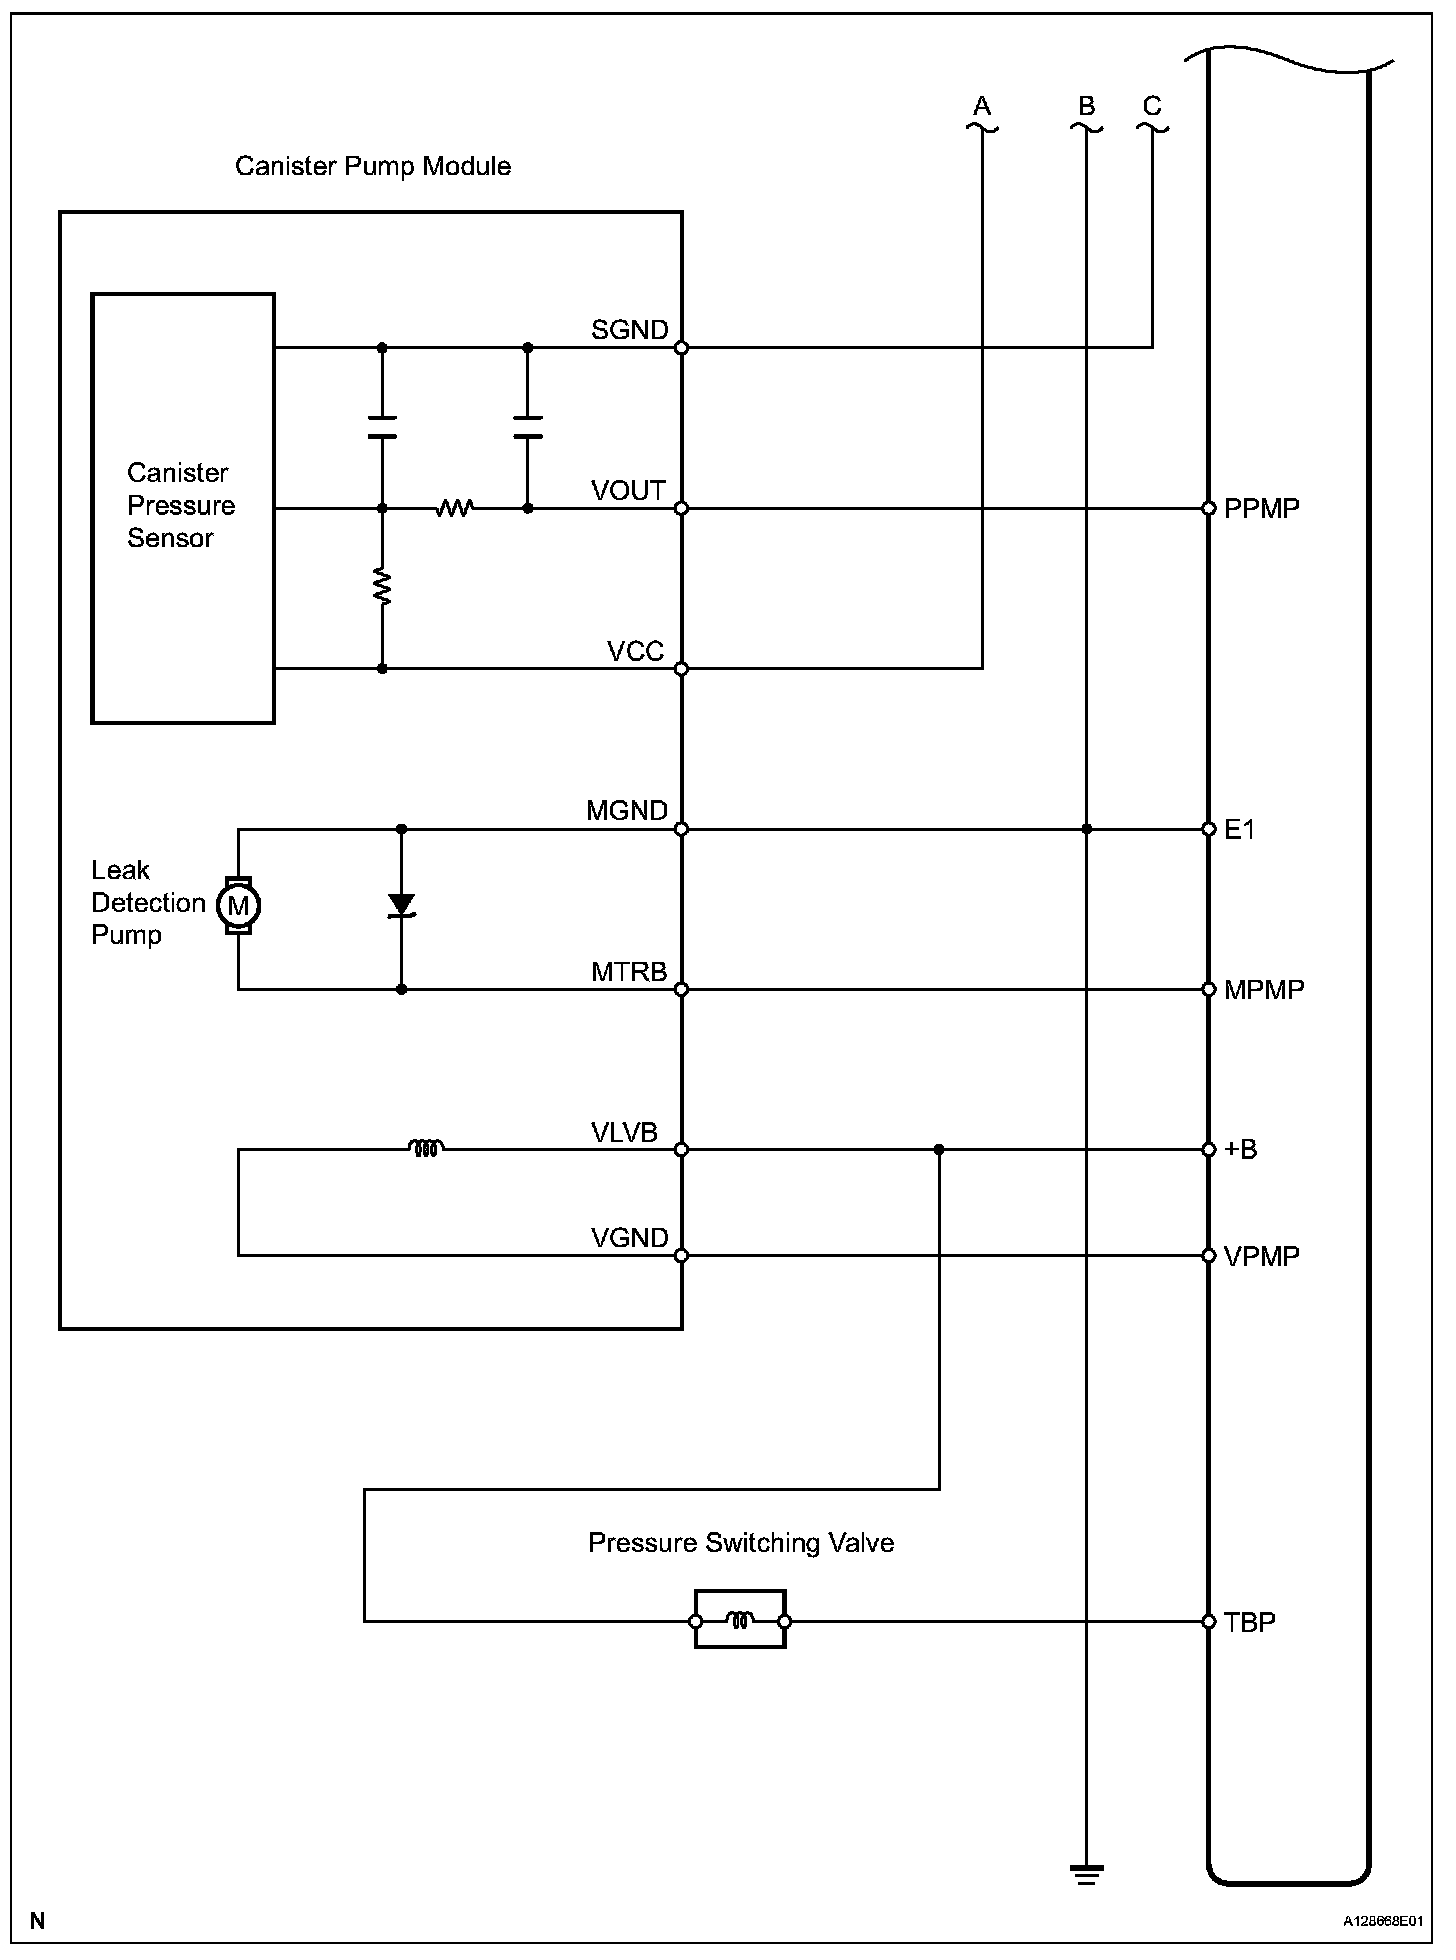 A
B
C
Canister Pump Module
SGND
Canister
Pressure
Sensor
VOUT
PPMP
VCC
MGND
E1
Leak
Detection
Pump
M
MTRB
MPMP
VLVB
+B
VGND
VPMP
Pressure Switching Valve
TBP
N
A128668E01